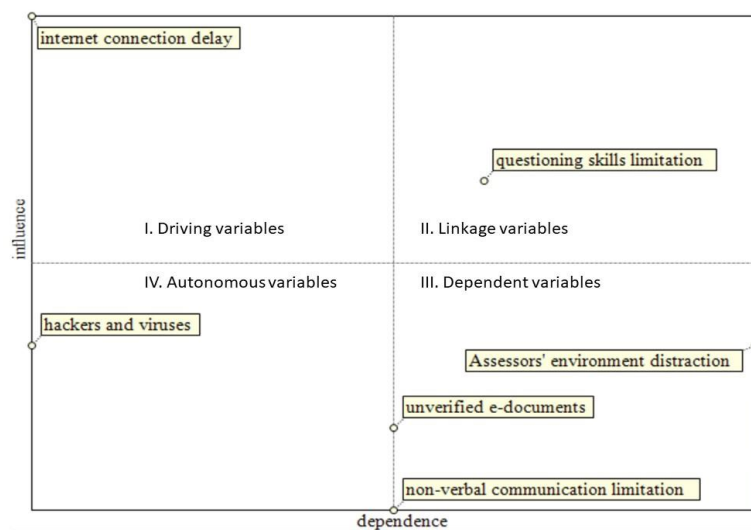 internet connection delay
questioning skills limitation
influence
I. Driving variables
II. Linkage variables
IV. Autonomous variables
III. Dependent variables
hackers and viruses
Assessors' environment distraction
unverified e-documents
non-verbal communication limitation
dependence